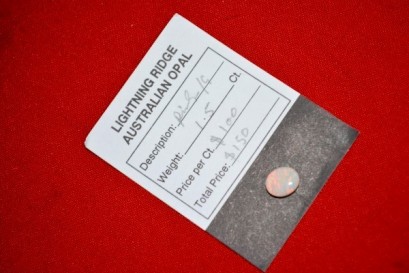 LIGHTNING RIDGE
AUSTRALIAN OPAL
Description:
Weight: 1.5 Ct.
Price per Ct. $100
Total Price: $150